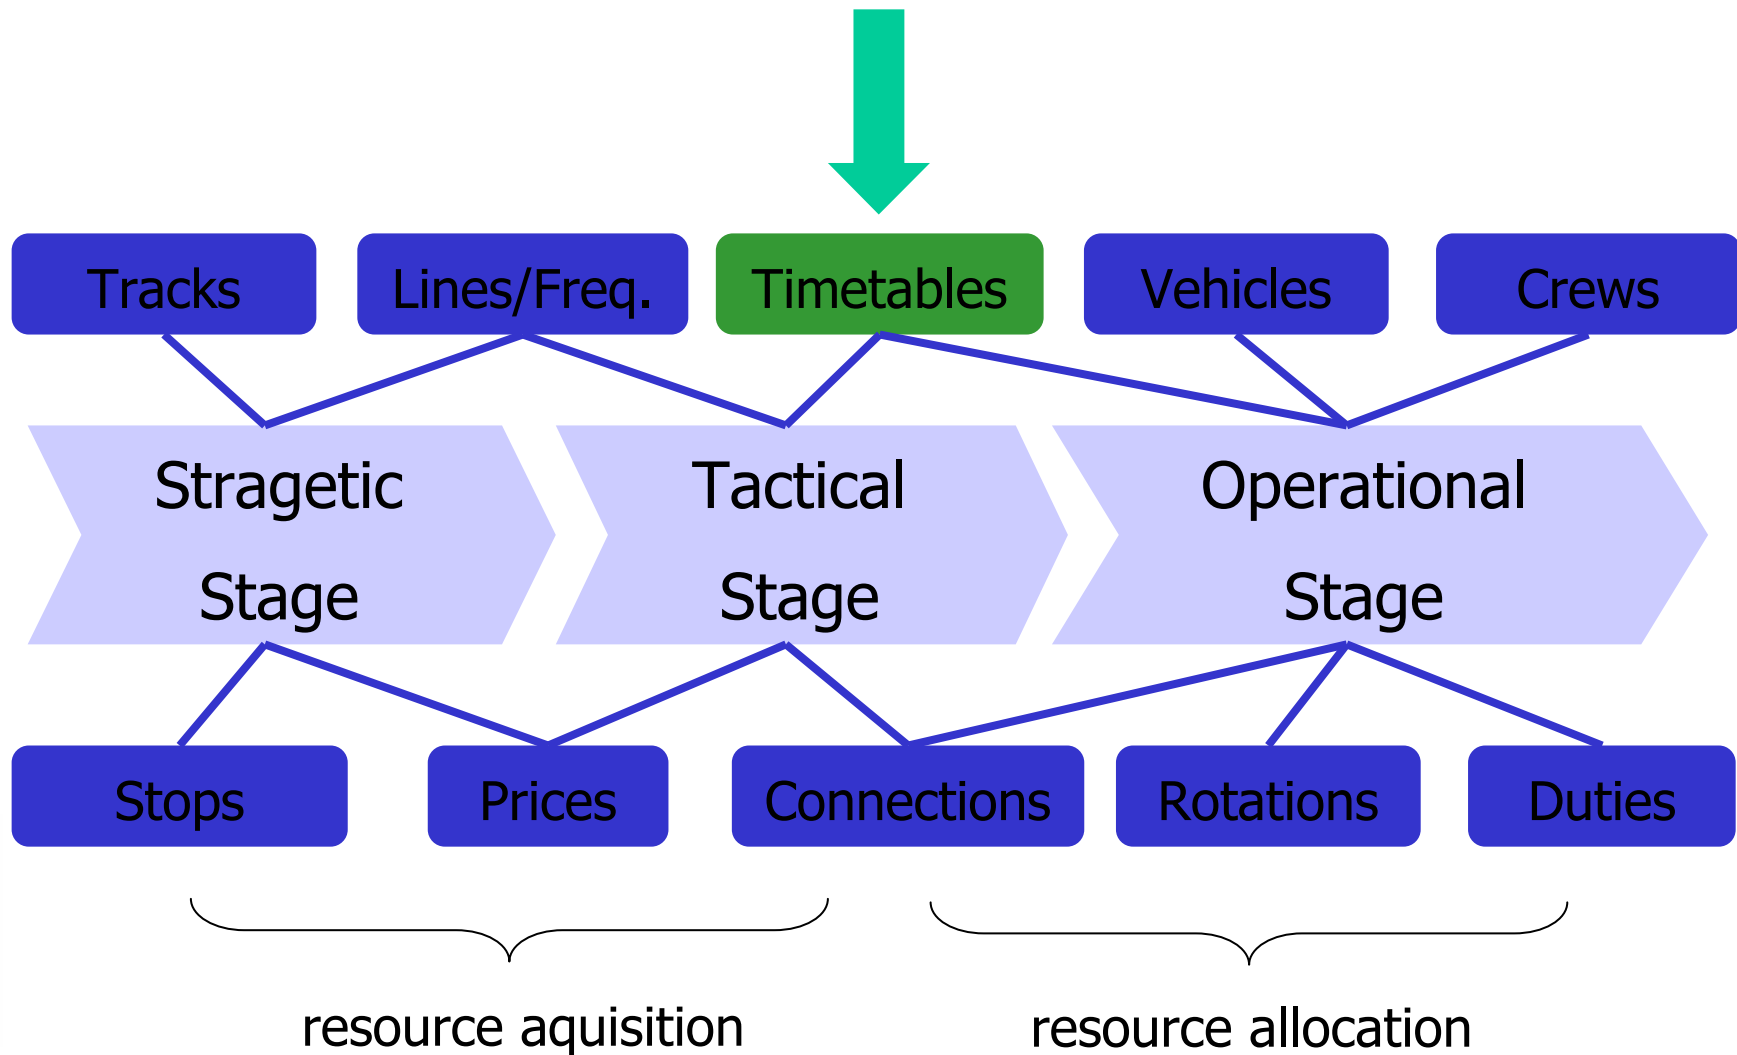 Tracks
Lines/Freq.
Timetables
Vehicles
Crews
Stragetic
Stage
Tactical
Stage
Operational
Stage
Stops
Prices
Connections
Rotations
Duties
resource aquisition
resource allocation